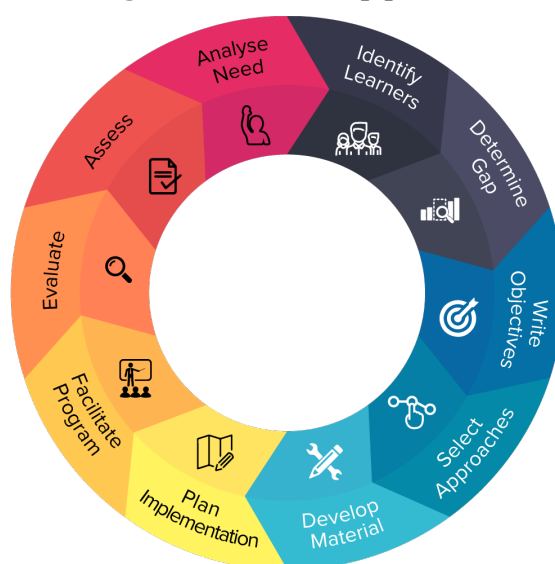 Analyse
Need
Identify
Learners
Determine
Gap
Write
Objectives
Select
Approaches
Develop
Material
Plan
Implementation
Facilitate
Program
Evaluate
Assess